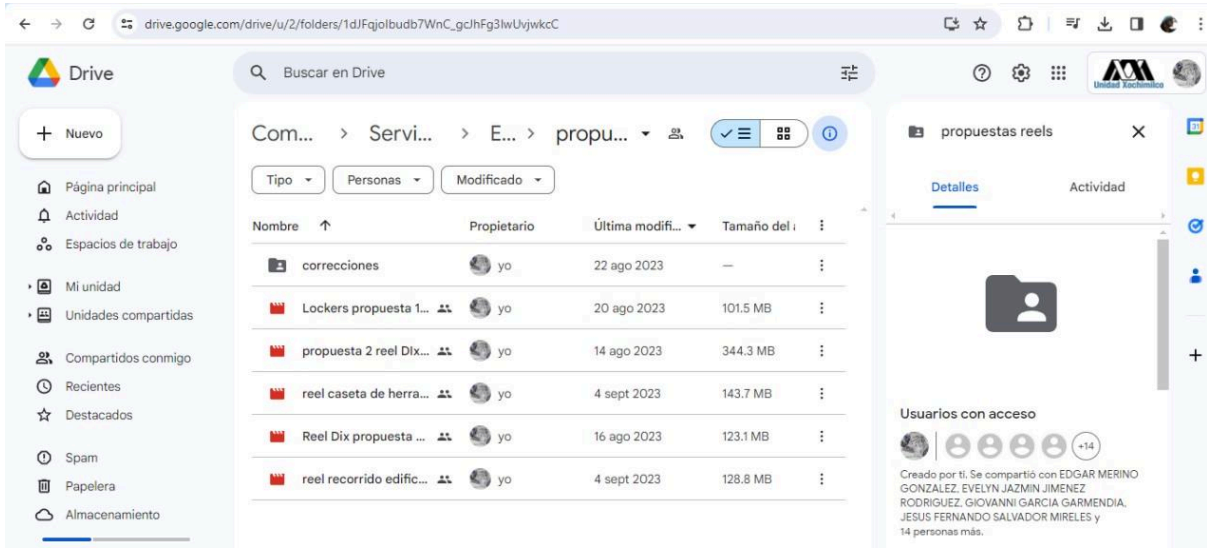 drive.google.com/drive/u/2/folders/1dJFqjoIbudb7WnC_gcJhFg3IwUvjwkcC
Drive
Buscar en Drive
Unidad Xochimilco
Nuevo
Página principal
Actividad
Espacios de trabajo
Mi unidad
Unidades compartidas
Compartidos conmigo
Recientes
Destacados
Spam
Papelera
Almacenamiento
Com... > Servi... > E... > propu...
Tipo Personas Modificado
Nombre Propietario Última modifi... Tamaño del
correcciones yo 22 ago 2023 —
Lockers propuesta 1... yo 20 ago 2023 101.5 MB
propuesta 2 reel DIx... yo 14 ago 2023 344.3 MB
reel caseta de herra... yo 4 sept 2023 143.7 MB
Reel Dix propuesta ... yo 16 ago 2023 123.1 MB
reel recorrido edific... yo 4 sept 2023 128.8 MB
propuestas reels
Detalles Actividad
Usuarios con acceso
+14
Creado por ti. Se compartió con EDGAR MERINO
GONZALEZ, EVELYN JAZMIN JIMENEZ
RODRIGUEZ, GIOVANNI GARCIA GARMENDIA,
JESUS FERNANDO SALVADOR MIRELES y
14 personas más.
31